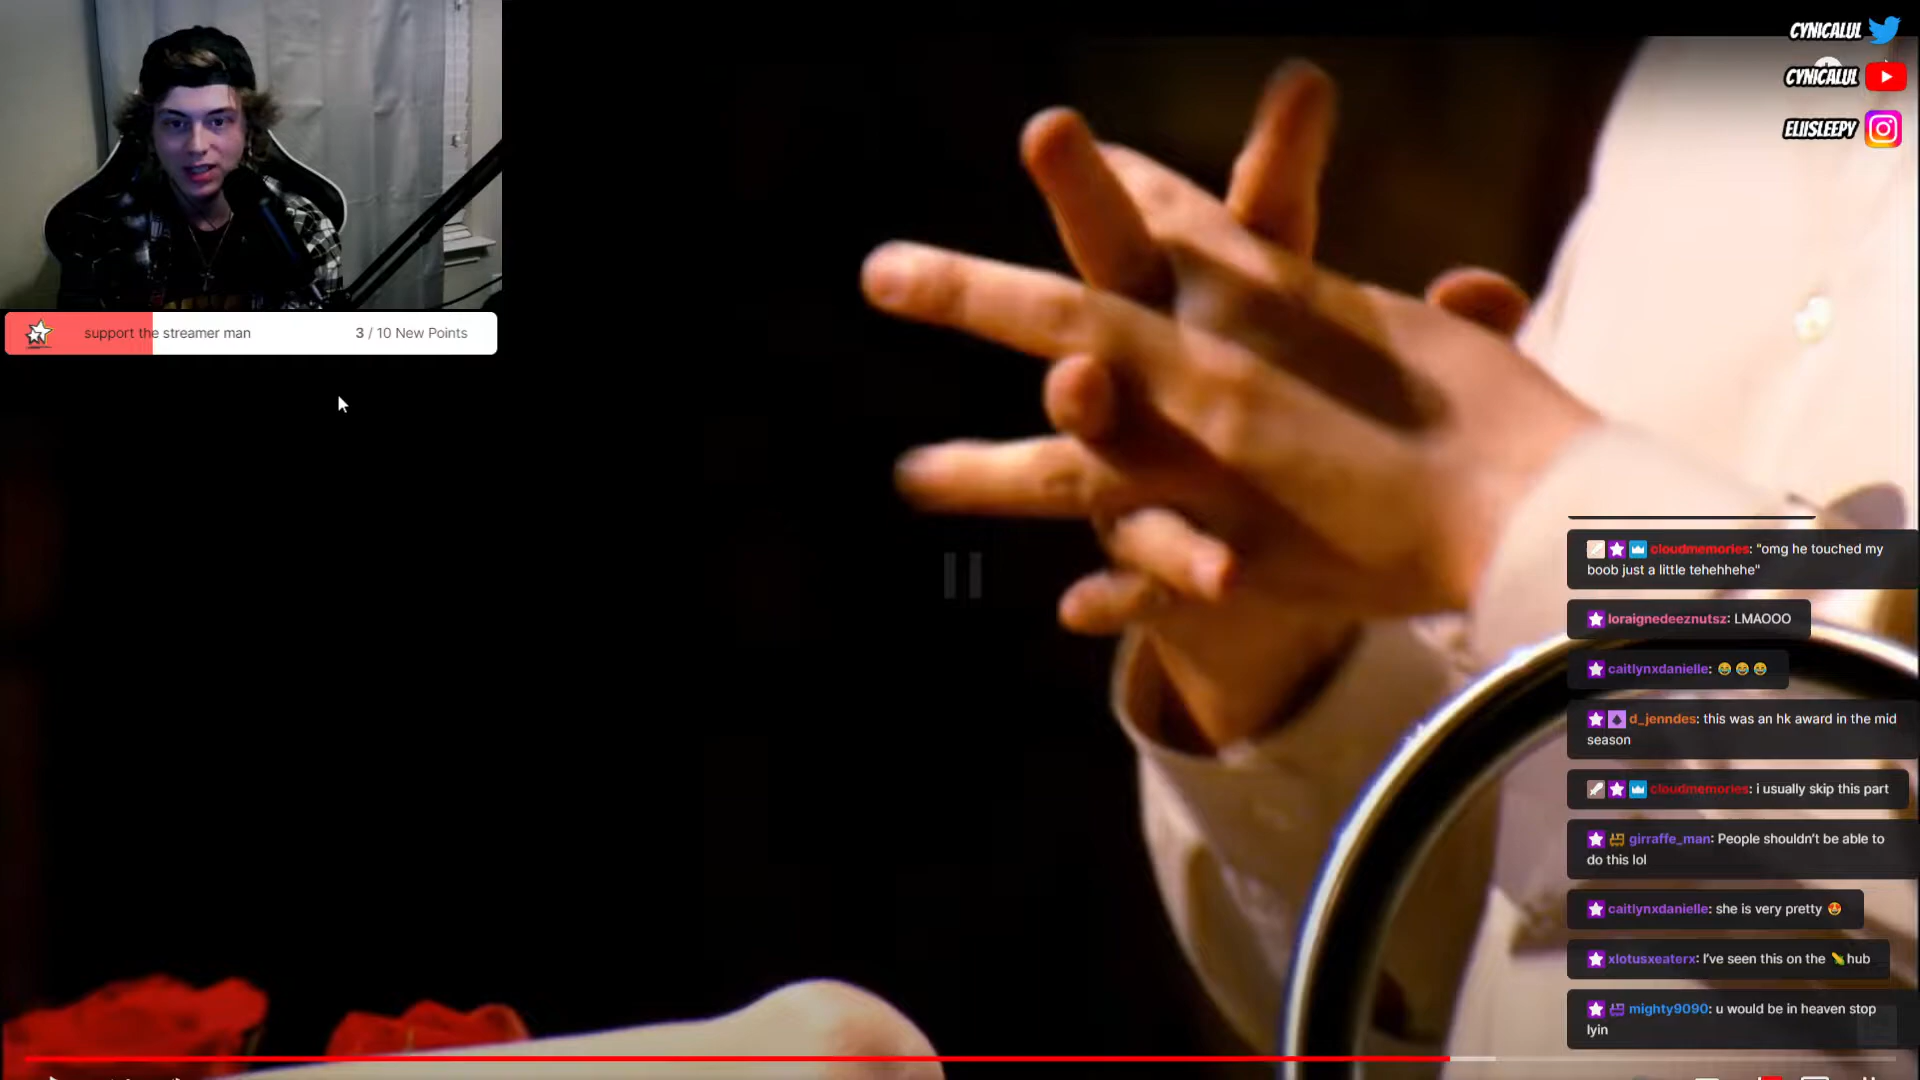 CYNICALUL
CYNICALUL
ELIISLEEPY
support the streamer man 3 / 10 New Points
cloudmemories: "omg he touched my
boob just a little tehehhehe"
loraignedeeznutsz: LMAOOO
caitlynxdanielle: 😂 😂 😂
d_jenndes: this was an hk award in the mid
season
cloudmemories: i usually skip this part
girraffe_man: People shouldn't be able to
do this lol
caitlynxdanielle: she is very pretty 😍
xlotusxeaterx: I've seen this on the 🌽hub
mighty9090: u would be in heaven stop
lyin